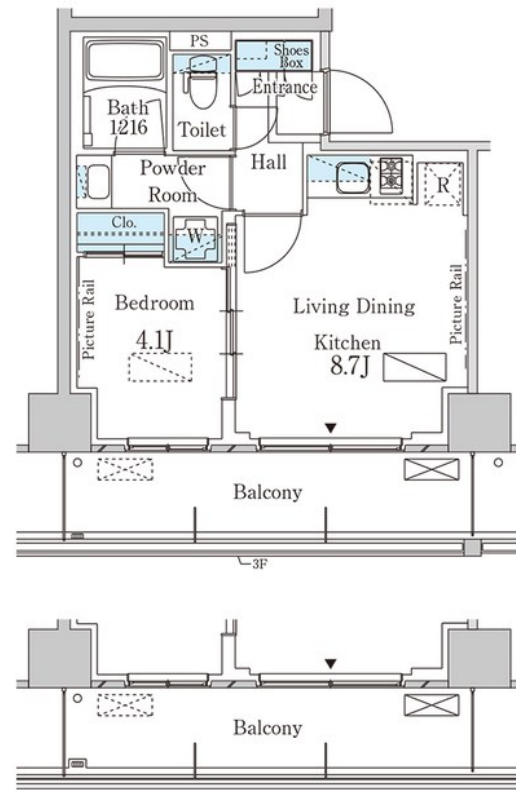 PS
Shoes
Box
Entrance
Bath
1216
Toilet
Hall
Powder
Room
R
Clo.
W
Picture Rail
Bedroom
4.1J
Living Dining
Kitchen
8.7J
Picture Rail
Balcony
3F
Balcony